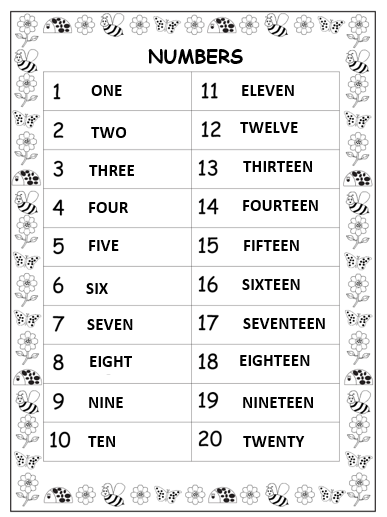 NUMBERS
1 ONE 11 ELEVEN
2 TWO 12 TWELVE
3 THREE 13 THIRTEEN
4 FOUR 14 FOURTEEN
5 FIVE 15 FIFTEEN
6 SIX 16 SIXTEEN
7 SEVEN 17 SEVENTEEN
8 EIGHT 18 EIGHTEEN
9 NINE 19 NINETEEN
10 TEN 20 TWENTY